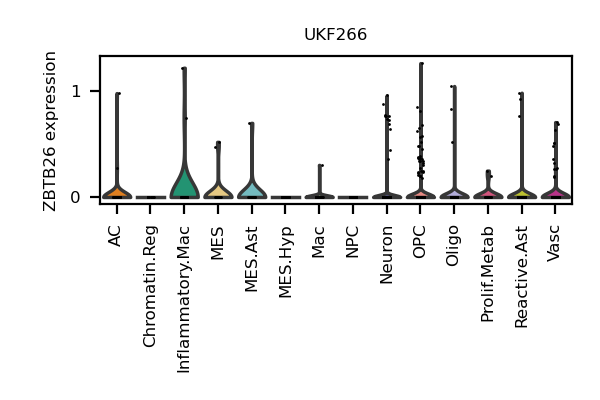 UKF266
ZBTB26 expression
1
0
AC
Chromatin.Reg
Inflammatory.Mac
MES
MES.Ast
MES.Hyp
Mac
NPC
Neuron
OPC
Oligo
Prolif.Metab
Reactive.Ast
Vasc